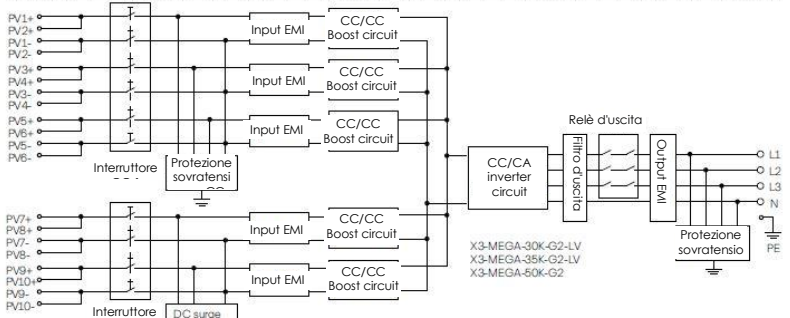 PV1+
PV2+
PV1-
PV2-
PV3+
PV4+
PV3-
PV4-
PV5+
PV6+
PV5-
PV6-
Interruttore
Protezione
sovratensi
Input EMI
CC/CC
Boost circuit
Input EMI
CC/CC
Boost circuit
Input EMI
CC/CC
Boost circuit
CC/CA
inverter
circuit
Filtro d'uscita
Relè d'uscita
Output EMI
L1
L2
L3
N
PE
Protezione
sovratensio
X3-MEGA-30K-G2-LV
X3-MEGA-35K-G2-LV
X3-MEGA-50K-G2
PV7+
PV8+
PV7-
PV8-
PV9+
PV10+
PV9-
PV10-
Interruttore
DC surge
Input EMI
CC/CC
Boost circuit
Input EMI
CC/CC
Boost circuit